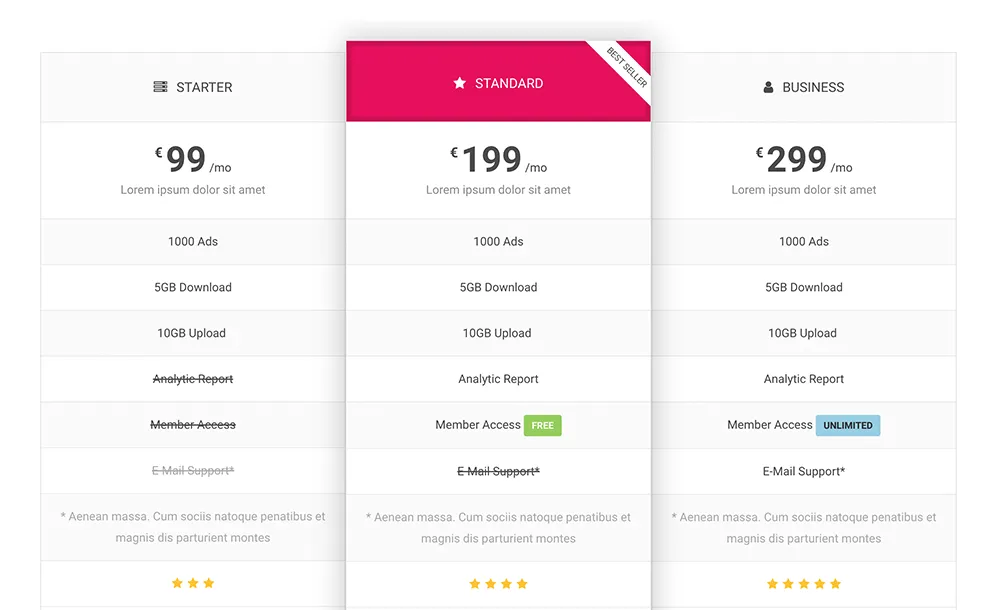 STARTER
€99/mo
Lorem ipsum dolor sit amet
1000 Ads
5GB Download
10GB Upload
Analytic Report
Member Access
E-Mail Support*
* Aenean massa. Cum sociis natoque penatibus et
magnis dis parturient montes
STANDARD
BEST SELLER
€199/mo
Lorem ipsum dolor sit amet
1000 Ads
5GB Download
10GB Upload
Analytic Report
Member Access FREE
E-Mail Support*
* Aenean massa. Cum sociis natoque penatibus et
magnis dis parturient montes
BUSINESS
€299/mo
Lorem ipsum dolor sit amet
1000 Ads
5GB Download
10GB Upload
Analytic Report
Member Access UNLIMITED
E-Mail Support*
* Aenean massa. Cum sociis natoque penatibus et
magnis dis parturient montes